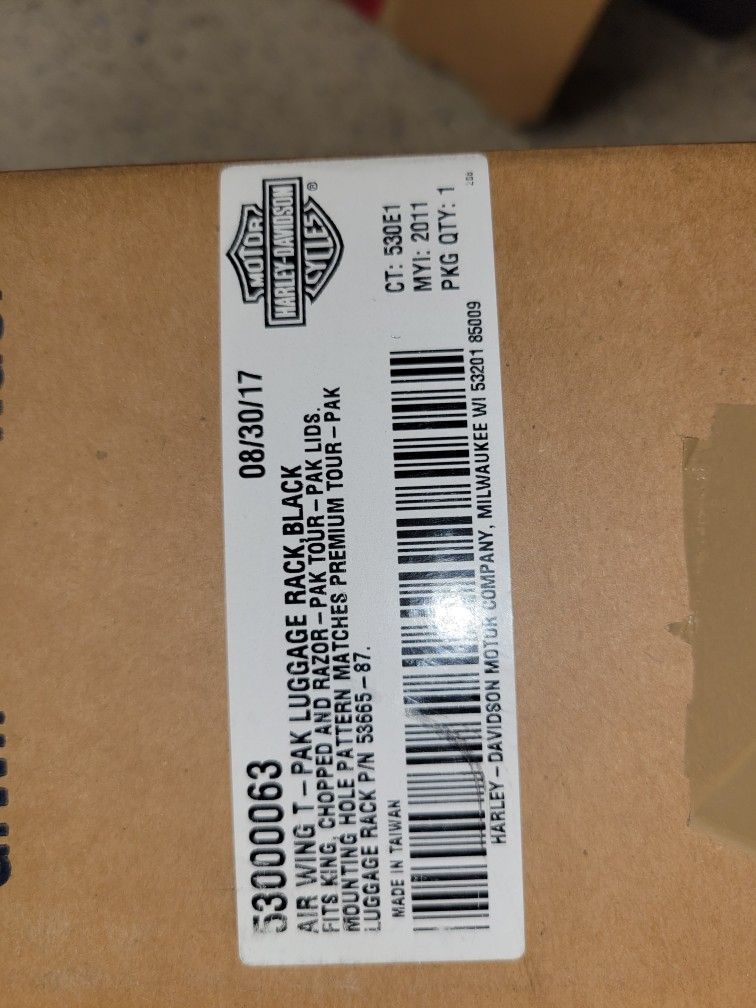 53000063 08/30/17
AIR WING T-PAK LUGGAGE RACK,BLACK
FITS KING, CHOPPED AND RAZOR-PAK TOUR-PAK LIDS.
MOUNTING HOLE PATTERN MATCHES PREMIUM TOUR-PAK
LUGGAGE RACK P/N 53665-87.
MADE IN TAIWAN
HARLEY-DAVIDSON MOTOR COMPANY, MILWAUKEE WI 53201 85009
MOTOR
HARLEY-DAVIDSON
CYCLES
®
CT: 530E1
MYI: 2011
PKG QTY: 1